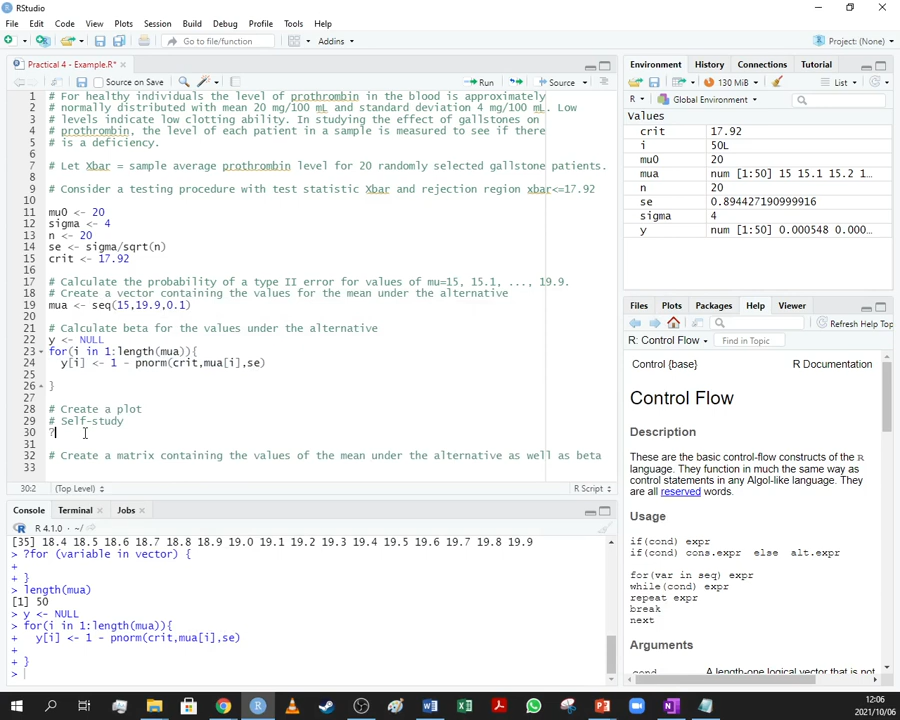 RStudio
File Edit Code View Plots Session Build Debug Profile Tools Help
Go to file/function Addins Project: (None)
Practical 4 - Example.R*
Source on Save Run Source
1 # For healthy individuals the level of prothrombin in the blood is approximately
2 # normally distributed with mean 20 mg/100 mL and standard deviation 4 mg/100 mL. Low
3 # levels indicate low clotting ability. In studying the effect of gallstones on
4 # prothrombin, the level of each patient in a sample is measured to see if there
5 # is a deficiency.
6
7 # Let Xbar = sample average prothrombin level for 20 randomly selected gallstone patients.
8
9 # Consider a testing procedure with test statistic Xbar and rejection region xbar<=17.92
10
11 mu0 <- 20
12 sigma <- 4
13 n <- 20
14 se <- sigma/sqrt(n)
15 crit <- 17.92
16
17 # Calculate the probability of a type II error for values of mu=15, 15.1, ..., 19.9.
18 # Create a vector containing the values for the mean under the alternative
19 mua <- seq(15,19.9,0.1)
20
21 # Calculate beta for the values under the alternative
22 y <- NULL
23 for(i in 1:length(mua)){
24 y[i] <- 1 - pnorm(crit,mua[i],se)
25
26 }
27
28 # Create a plot
29 # Self-study
30 ?
31
32 # Create a matrix containing the values of the mean under the alternative as well as beta
33
30:2 (Top Level) R Script
Console Terminal Jobs
R 4.1.0 · ~/
[35] 18.4 18.5 18.6 18.7 18.8 18.9 19.0 19.1 19.2 19.3 19.4 19.5 19.6 19.7 19.8 19.9
> ?for (variable in vector) {
+
+ }
> length(mua)
[1] 50
> y <- NULL
> for(i in 1:length(mua)){
+ y[i] <- 1 - pnorm(crit,mua[i],se)
+
+ }
>
Environment History Connections Tutorial
130 MiB List
R Global Environment
Values
crit 17.92
i 50L
mu0 20
mua num [1:50] 15 15.1 15.2 1...
n 20
se 0.894427190999916
sigma 4
y num [1:50] 0.000548 0.000...
Files Plots Packages Help Viewer
Refresh Help Top
R: Control Flow Find in Topic
Control {base} R Documentation
Control Flow
Description
These are the basic control-flow constructs of the R
language. They function in much the same way as
control statements in any Algol-like language. They
are all reserved words.
Usage
if(cond) expr
if(cond) cons.expr else alt.expr
for(var in seq) expr
while(cond) expr
repeat expr
break
next
Arguments
cond A length-one logical vector that is not
12:06
2021/10/06